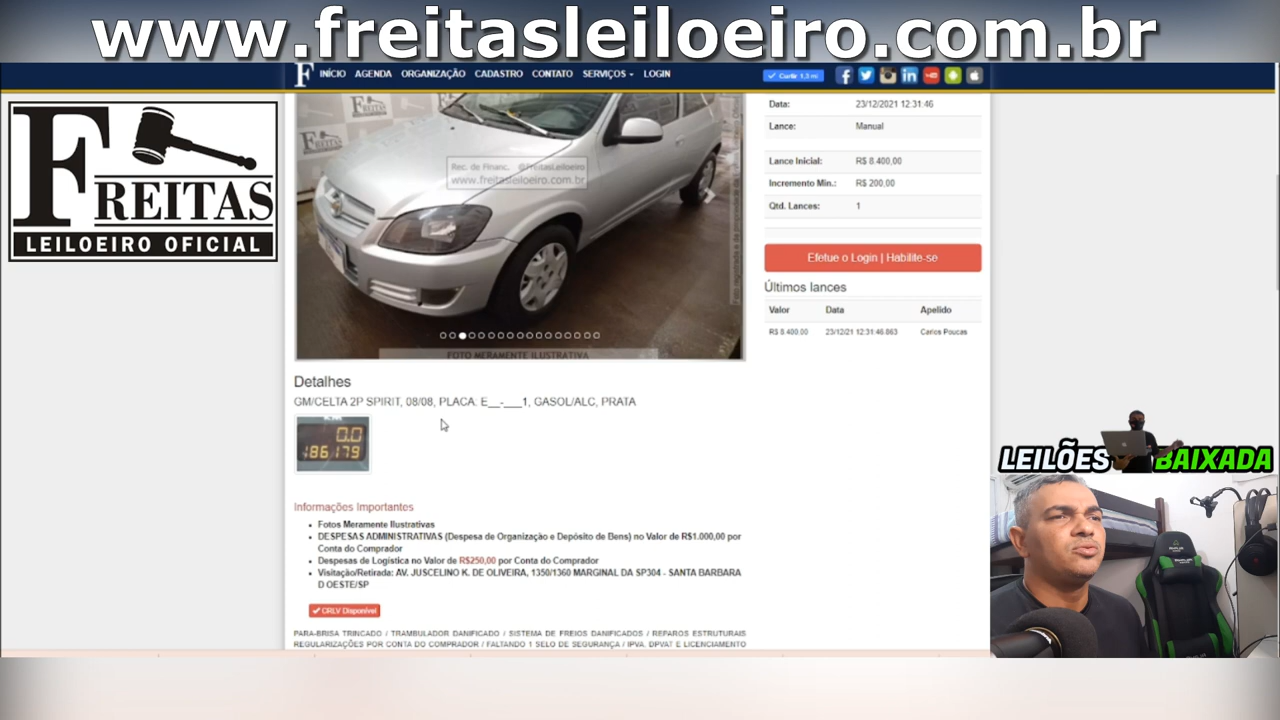 www.freitasleiloeiro.com.br
INÍCIO AGENDA ORGANIZAÇÃO CADASTRO CONTATO SERVIÇOS LOGIN
Curtir 1,3 mi
FREITAS
LEILOEIRO OFICIAL
Rec. de Financ. @FreitasLeiloeiro
www.freitasleiloeiro.com.br
FOTO MERAMENTE ILUSTRATIVA
Data: 23/12/2021 12:31:46
Lance: Manual
Lance Inicial: R$ 8.400,00
Incremento Min.: R$ 200,00
Qtd. Lances: 1
Efetue o Login | Habilite-se
Últimos lances
Valor Data Apelido
R$ 8.400,00 23/12/21 12:31:46.863 Carlos Poucas
Detalhes
GM/CELTA 2P SPIRIT, 08/08, PLACA: E__-___1, GASOL/ALC, PRATA
0.0
186179
Informações Importantes
Fotos Meramente Ilustrativas
DESPESAS ADMINISTRATIVAS (Despesa de Organização e Depósito de Bens) no Valor de R$1.000,00 por
Conta do Comprador
Despesas de Logística no Valor de R$250,00 por Conta do Comprador
Visitação/Retirada: AV. JUSCELINO K. DE OLIVEIRA, 1350/1360 MARGINAL DA SP304 - SANTA BARBARA
D OESTE/SP
CRLV Disponível
PARA-BRISA TRINCADO / TRAMBULADOR DANIFICADO / SISTEMA DE FREIOS DANIFICADOS / REPAROS ESTRUTURAIS
REGULARIZAÇÕES POR CONTA DO COMPRADOR / FALTANDO 1 SELO DE SEGURANÇA / IPVA, DPVAT E LICENCIAMENTO
LEILÕES BAIXADA